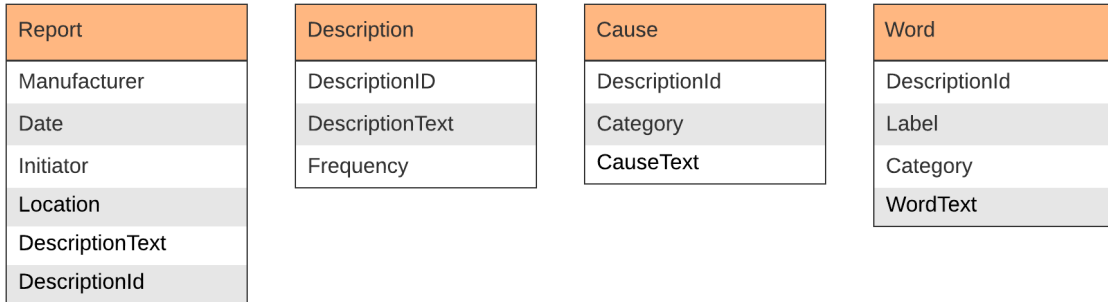 Report
Manufacturer
Date
Initiator
Location
DescriptionText
DescriptionId
Description
DescriptionID
DescriptionText
Frequency
Cause
DescriptionId
Category
CauseText
Word
DescriptionId
Label
Category
WordText